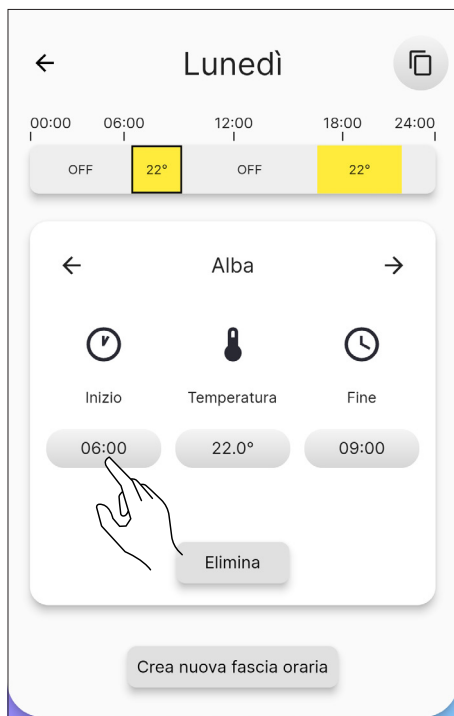 Lunedì
00:00 06:00 12:00 18:00 24:00
OFF 22° OFF 22°
Alba
Inizio Temperatura Fine
06:00 22.0° 09:00
Elimina
Crea nuova fascia oraria